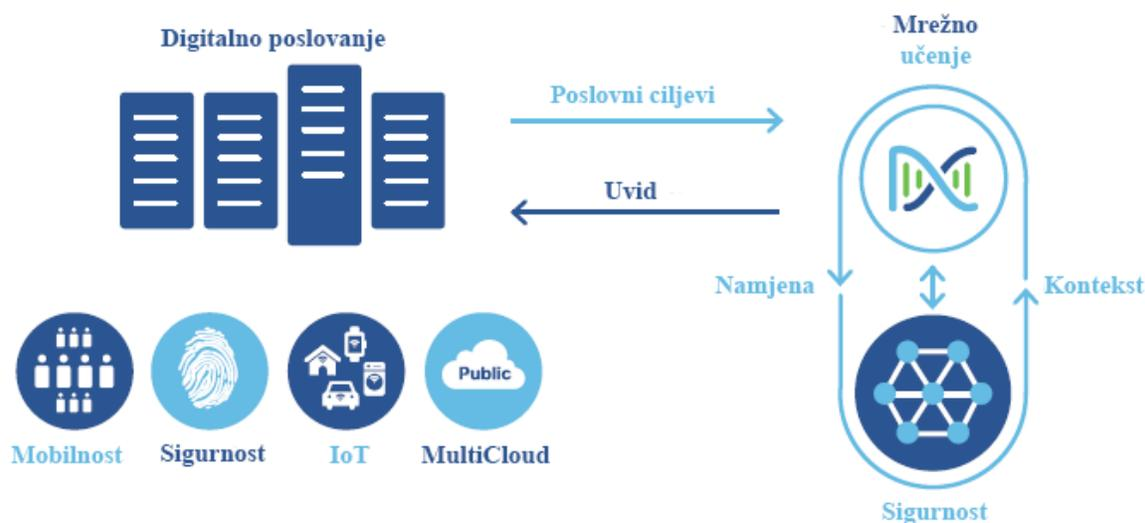 Digitalno poslovanje
Poslovni ciljevi
Uvid
Mrežno
učenje
Namjena
Kontekst
Sigurnost
Public
Mobilnost
Sigurnost
IoT
MultiCloud